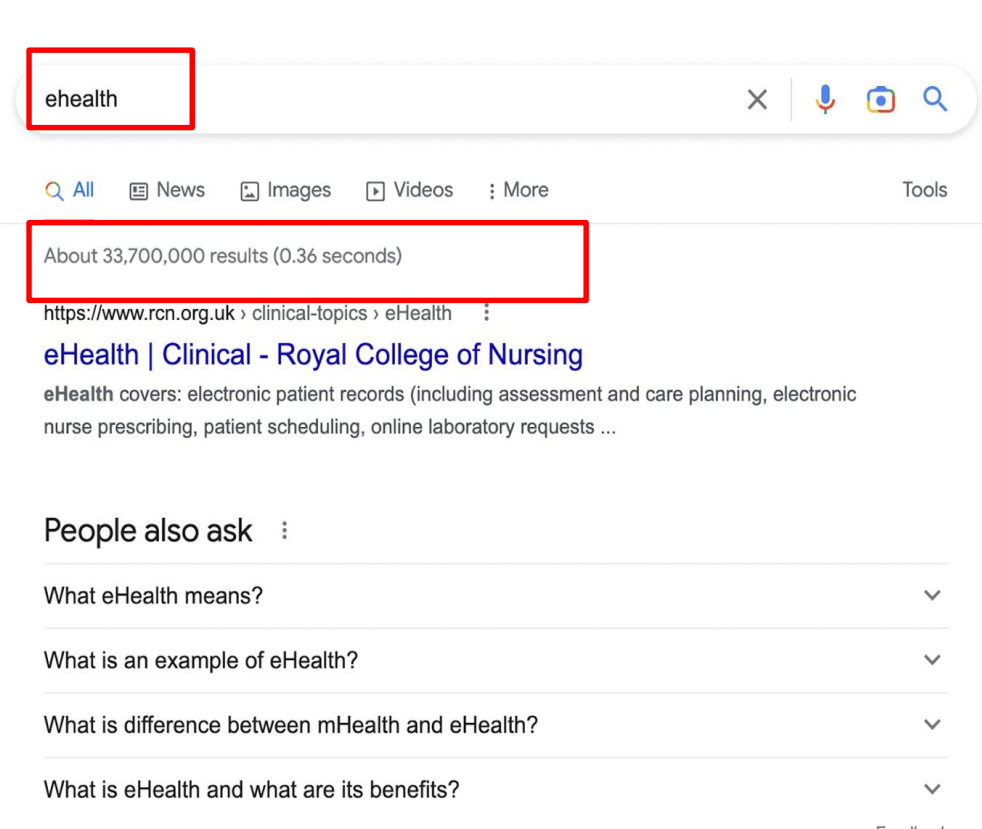 ehealth
All News Images Videos More Tools
About 33,700,000 results (0.36 seconds)
https://www.rcn.org.uk › clinical-topics › eHealth
eHealth | Clinical - Royal College of Nursing
eHealth covers: electronic patient records (including assessment and care planning, electronic
nurse prescribing, patient scheduling, online laboratory requests ...
People also ask
What eHealth means?
What is an example of eHealth?
What is difference between mHealth and eHealth?
What is eHealth and what are its benefits?